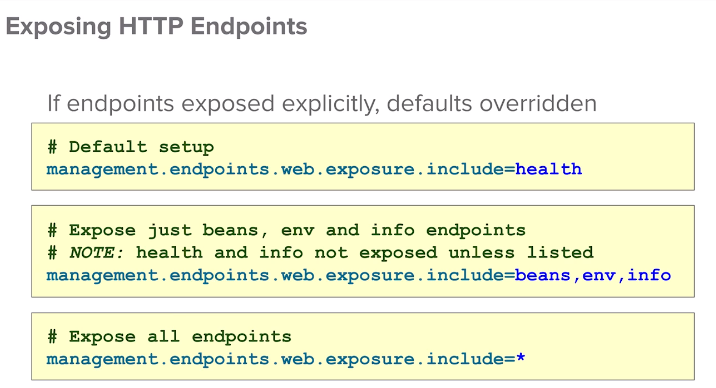 Exposing HTTP Endpoints
If endpoints exposed explicitly, defaults overridden
# Default setup
management.endpoints.web.exposure.include=health
# Expose just beans, env and info endpoints
# NOTE: health and info not exposed unless listed
management.endpoints.web.exposure.include=beans,env,info
# Expose all endpoints
management.endpoints.web.exposure.include=*